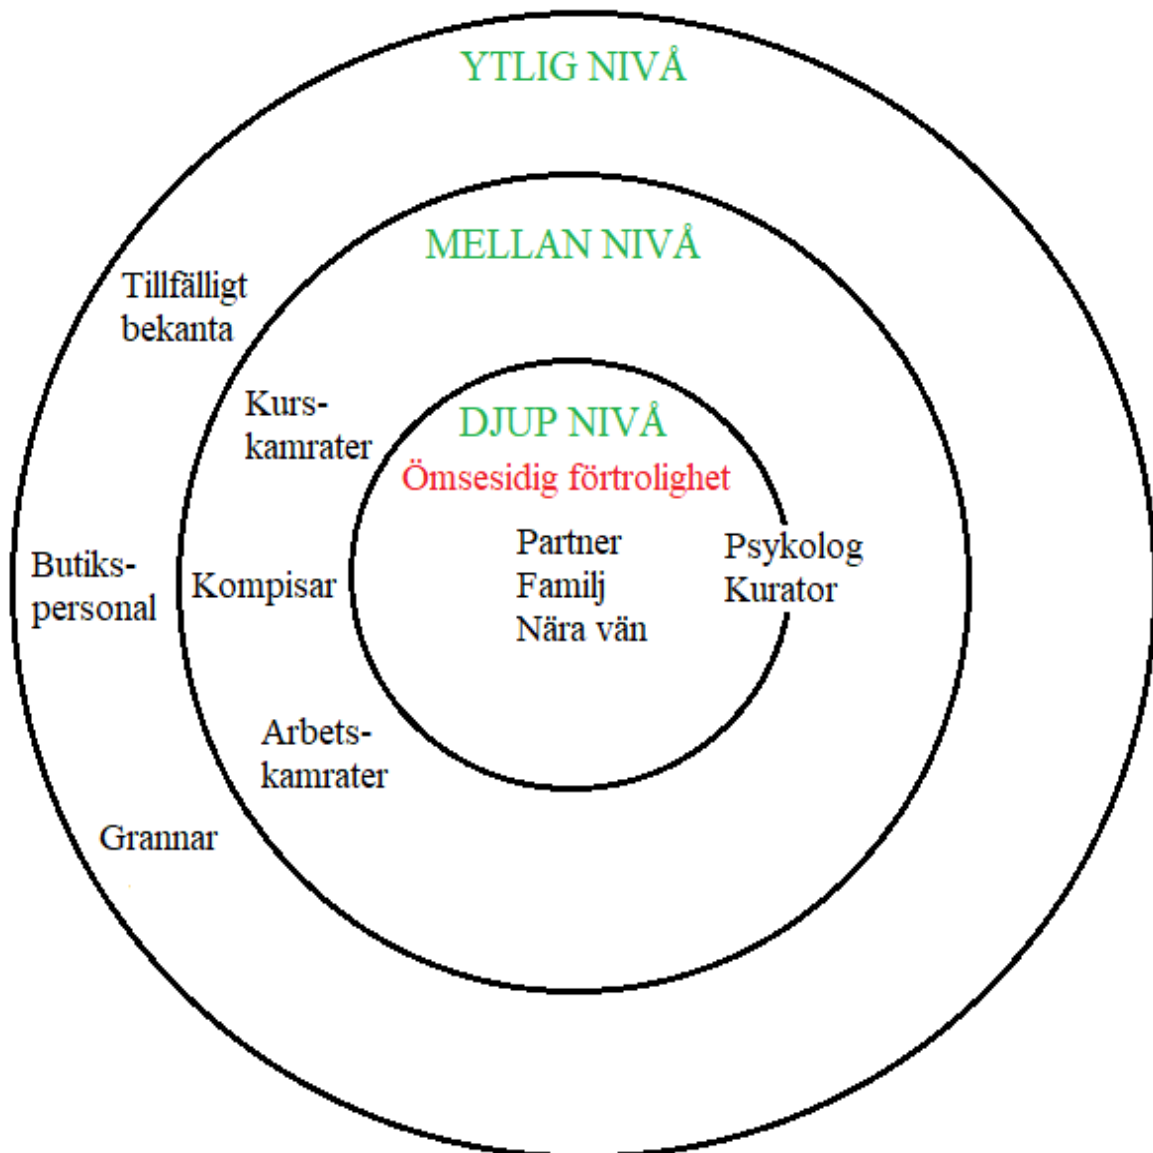 YTLIG NIVÅ
MELLAN NIVÅ
Tillfälligt
bekanta
Kurs-
kamrater
DJUP NIVÅ
Ömsesidig förtrolighet
Butiks-
personal
Kompisar
Partner
Familj
Nära vän
Psykolog
Kurator
Arbets-
kamrater
Grannar